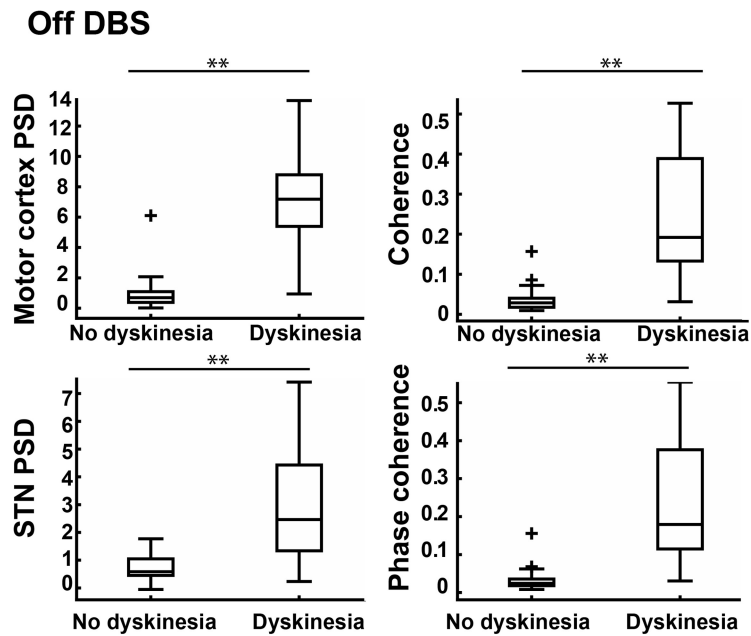 Off DBS
**
Motor cortex PSD
14
12
10
8
6
4
2
0
No dyskinesia
Dyskinesia
**
Coherence
0.5
0.4
0.3
0.2
0.1
0
No dyskinesia
Dyskinesia
**
STN PSD
7
6
5
4
3
2
1
0
No dyskinesia
Dyskinesia
**
Phase coherence
0.5
0.4
0.3
0.2
0.1
0
No dyskinesia
Dyskinesia